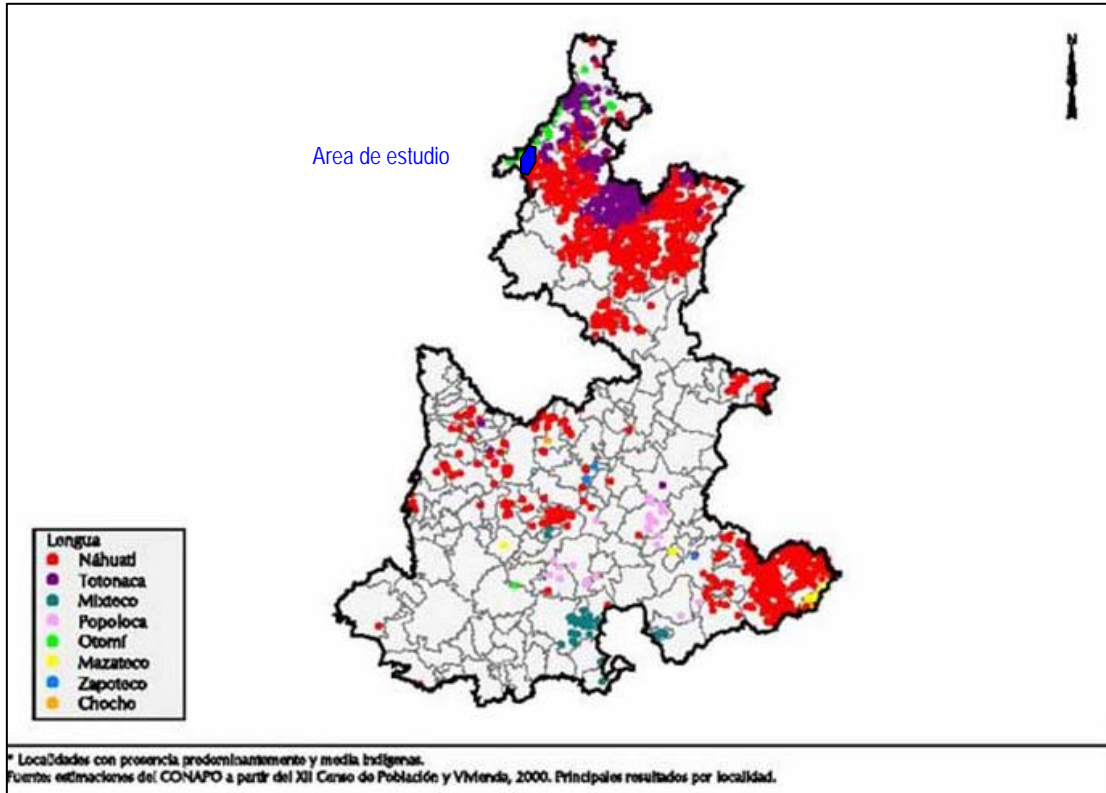 N
Area de estudio
Lengua
Náhuatl
Totonaca
Mixteco
Popoloca
Otomí
Mazateco
Zapoteco
Chocho
* Localidades con presencia predominantemente y media indígenas.
Fuente: estimaciones del CONAPO a partir del XII Censo de Población y Vivienda, 2000. Principales resultados por localidad.